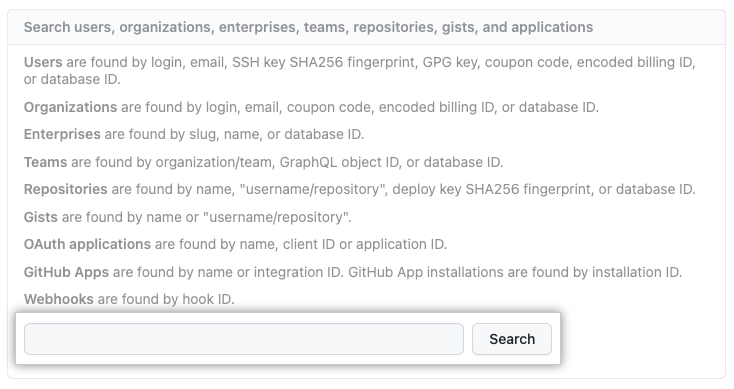 Search users, organizations, enterprises, teams, repositories, gists, and applications
Users are found by login, email, SSH key SHA256 fingerprint, GPG key, coupon code, encoded billing ID,
or database ID.
Organizations are found by login, email, coupon code, encoded billing ID, or database ID.
Enterprises are found by slug, name, or database ID.
Teams are found by organization/team, GraphQL object ID, or database ID.
Repositories are found by name, "username/repository", deploy key SHA256 fingerprint, or database ID.
Gists are found by name or "username/repository".
OAuth applications are found by name, client ID or application ID.
GitHub Apps are found by name or integration ID. GitHub App installations are found by installation ID.
Webhooks are found by hook ID.
Search